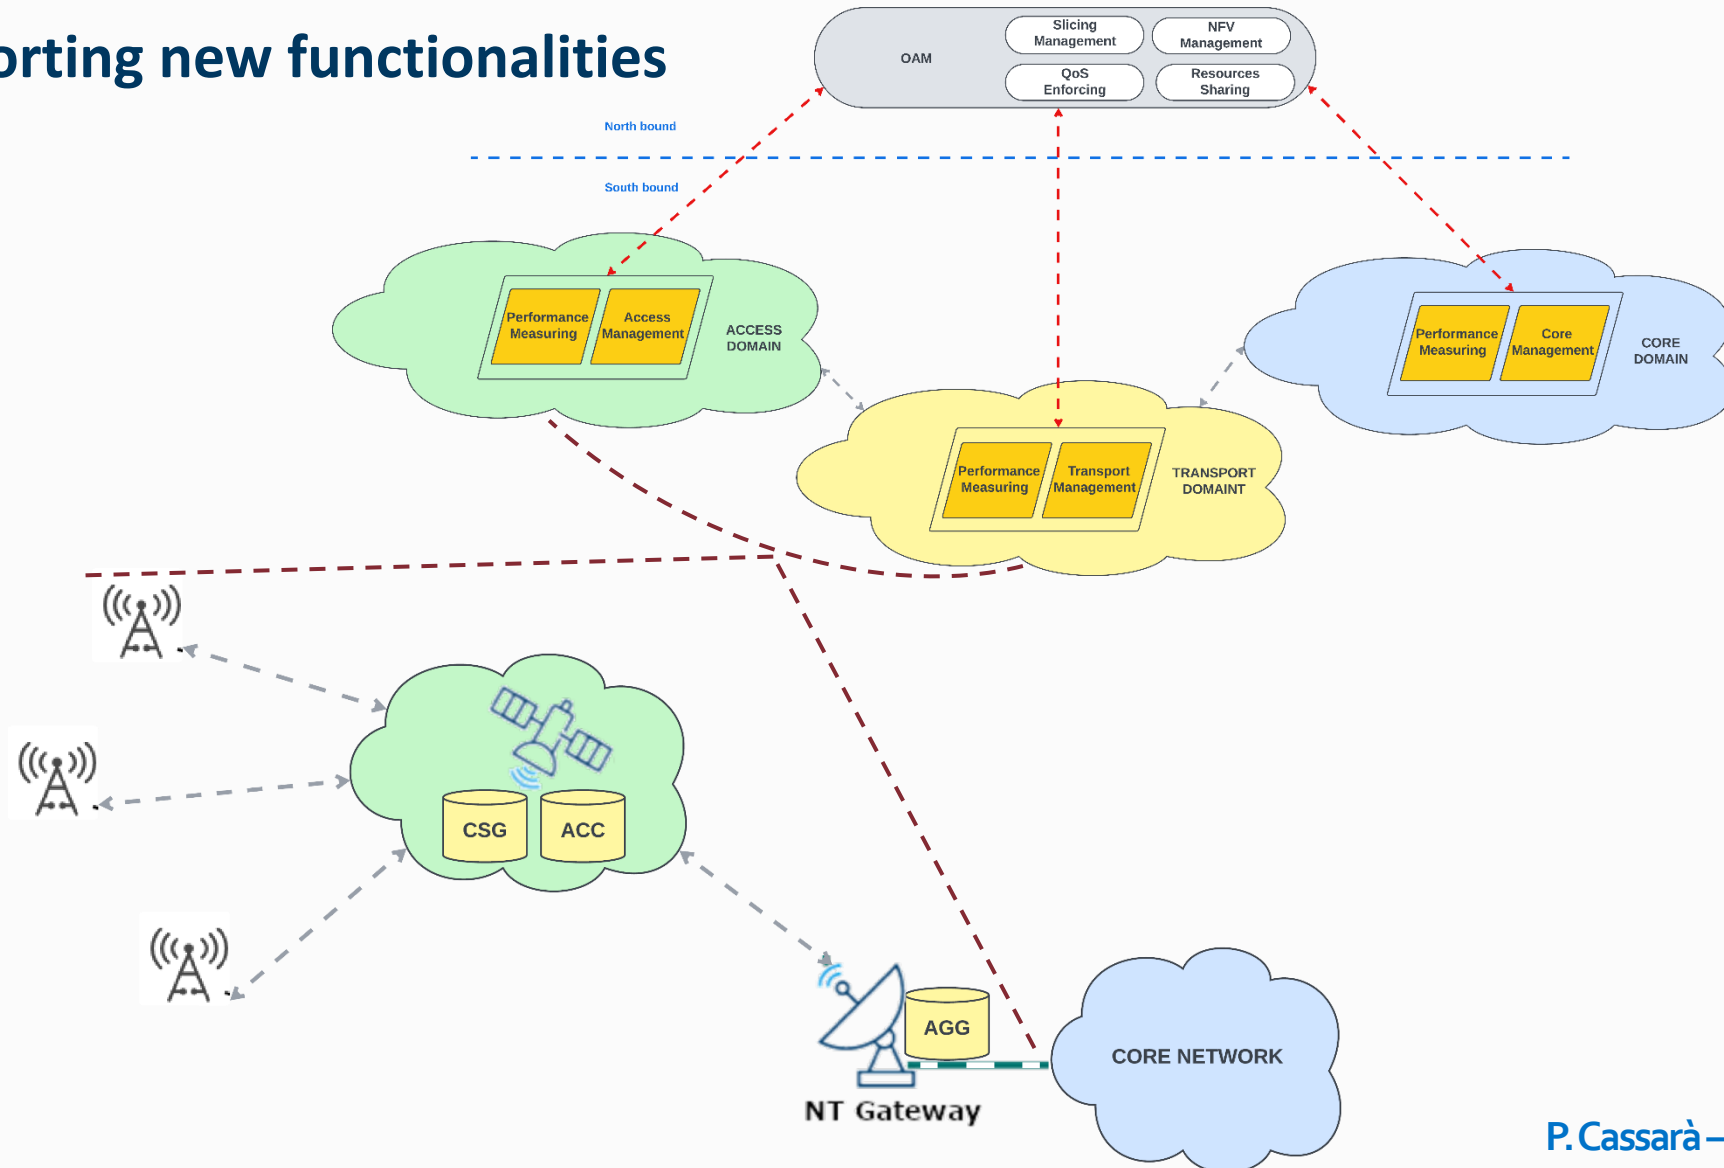 orting new functionalities
OAM
Slicing
Management
NFV
Management
QoS
Enforcing
Resources
Sharing
North bound
South bound
Performance
Measuring
Access
Management
ACCESS
DOMAIN
Performance
Measuring
Core
Management
CORE
DOMAIN
Performance
Measuring
Transport
Management
TRANSPORT
DOMAINT
CSG
ACC
AGG
CORE NETWORK
NT Gateway
P. Cassarà –